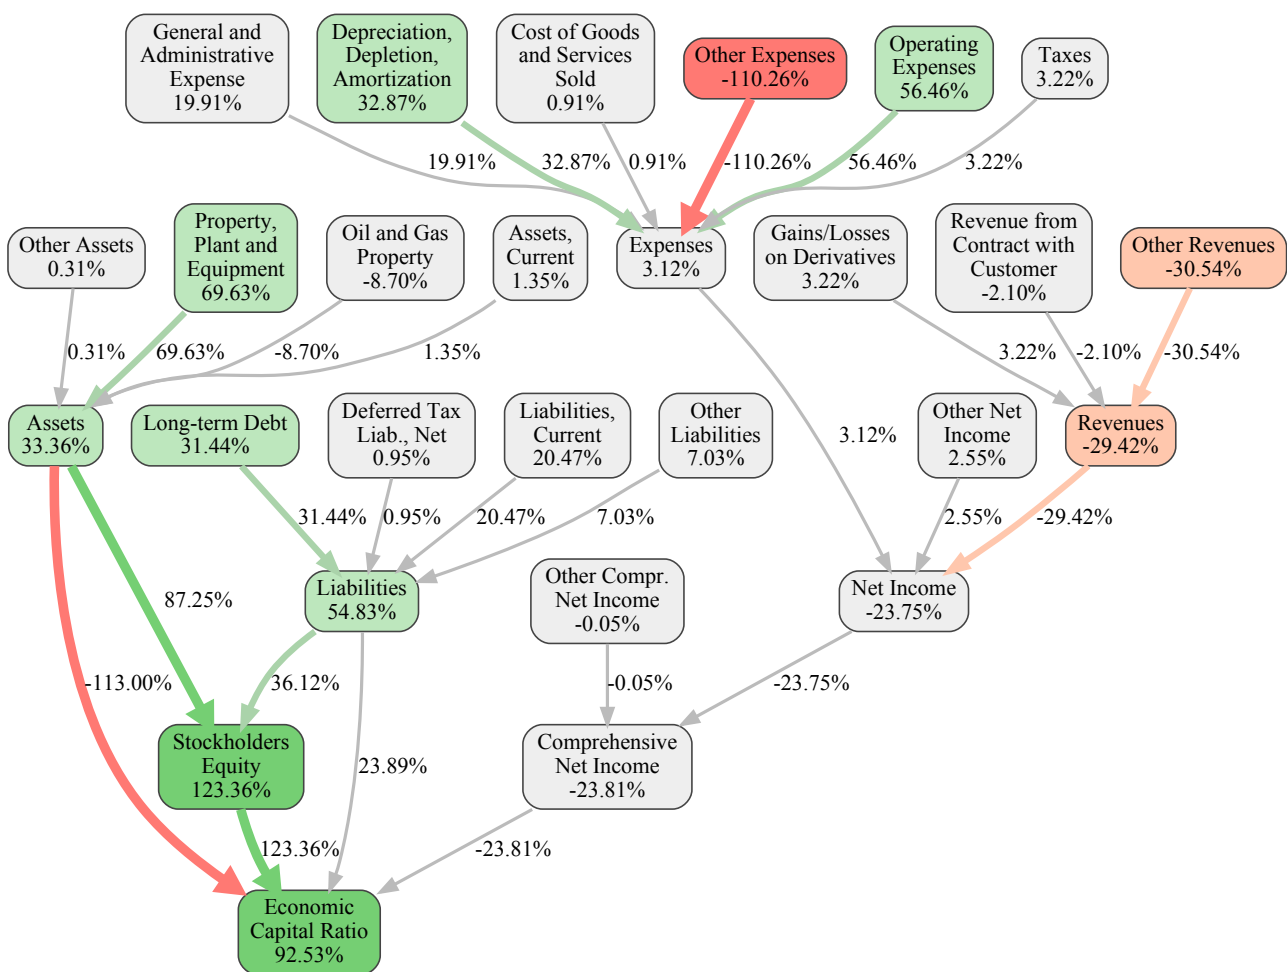 General and
Administrative
Expense
19.91%
Depreciation,
Depletion,
Amortization
32.87%
Cost of Goods
and Services
Sold
0.91%
Other Expenses
-110.26%
Operating
Expenses
56.46%
Taxes
3.22%
19.91%
32.87%
0.91%
-110.26%
56.46%
3.22%
Other Assets
0.31%
Property,
Plant and
Equipment
69.63%
Oil and Gas
Property
-8.70%
Assets,
Current
1.35%
Expenses
3.12%
Gains/Losses
on Derivatives
3.22%
Revenue from
Contract with
Customer
-2.10%
Other Revenues
-30.54%
0.31%
69.63%
-8.70%
1.35%
3.22%
-2.10%
-30.54%
Assets
33.36%
Long-term Debt
31.44%
Deferred Tax
Liab., Net
0.95%
Liabilities,
Current
20.47%
Other
Liabilities
7.03%
3.12%
Other Net
Income
2.55%
Revenues
-29.42%
31.44%
0.95%
20.47%
7.03%
2.55%
-29.42%
87.25%
Liabilities
54.83%
Other Compr.
Net Income
-0.05%
Net Income
-23.75%
-113.00%
36.12%
-0.05%
-23.75%
Stockholders
Equity
123.36%
23.89%
Comprehensive
Net Income
-23.81%
123.36%
-23.81%
Economic
Capital Ratio
92.53%